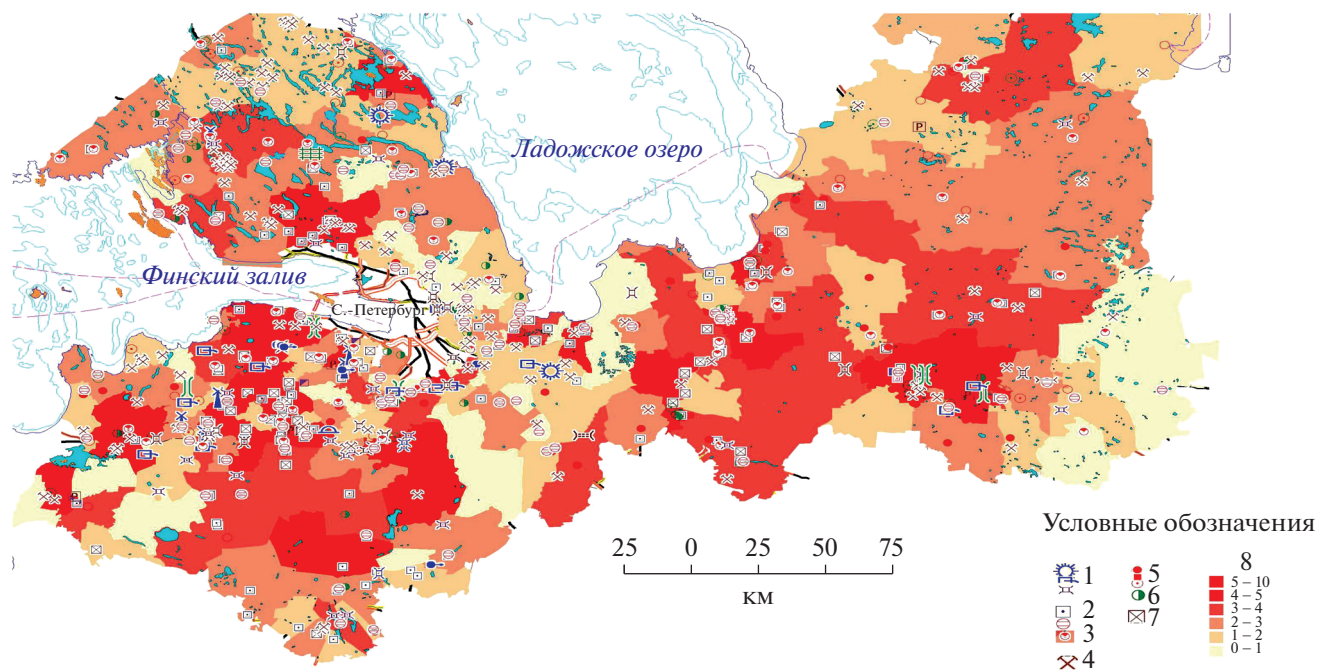 Ладожское озеро
Финский залив
С.-Петербург
P
P
25 0 25 50 75
км
Условные обозначения
1
2
3
4
5
6
7
8
5 – 10
4 – 5
3 – 4
2 – 3
1 – 2
0 – 1